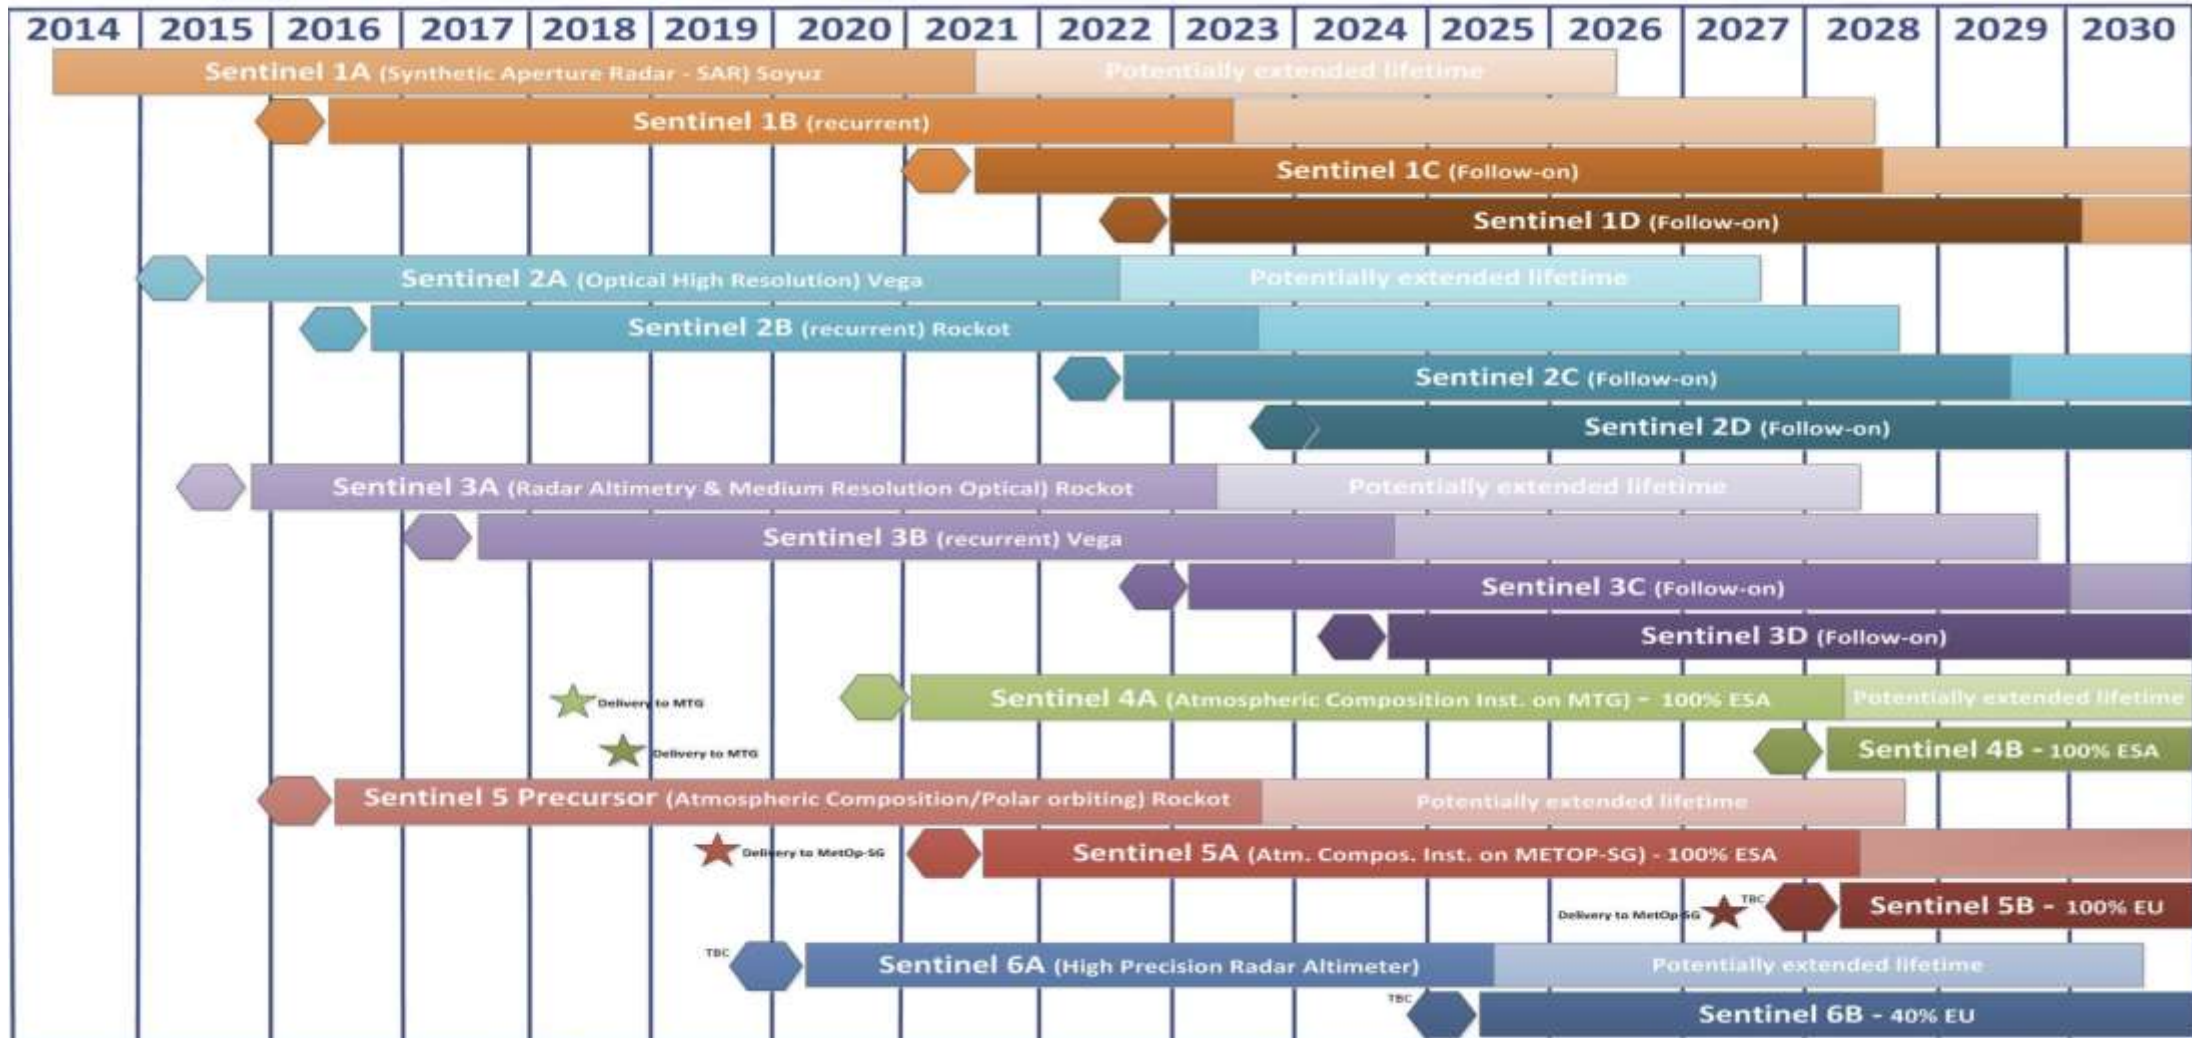 2014 2015 2016 2017 2018 2019 2020 2021 2022 2023 2024 2025 2026 2027 2028 2029 2030
Sentinel 1A (Synthetic Aperture Radar - SAR) Soyuz Potentially extended lifetime
Sentinel 1B (recurrent)
Sentinel 1C (Follow-on)
Sentinel 1D (Follow-on)
Sentinel 2A (Optical High Resolution) Vega Potentially extended lifetime
Sentinel 2B (recurrent) Rockot
Sentinel 2C (Follow-on)
Sentinel 2D (Follow-on)
Sentinel 3A (Radar Altimetry & Medium Resolution Optical) Rockot Potentially extended lifetime
Sentinel 3B (recurrent) Vega
Sentinel 3C (Follow-on)
Sentinel 3D (Follow-on)
Delivery to MTG Sentinel 4A (Atmospheric Composition Inst. on MTG) - 100% ESA Potentially extended lifetime
Delivery to MTG Sentinel 4B - 100% ESA
Sentinel 5 Precursor (Atmospheric Composition/Polar orbiting) Rockot Potentially extended lifetime
Delivery to MetOp-SG Sentinel 5A (Atm. Compos. Inst. on METOP-SG) - 100% ESA
Delivery to MetOp-SG TBC Sentinel 5B - 100% EU
TBC Sentinel 6A (High Precision Radar Altimeter) Potentially extended lifetime
TBC Sentinel 6B - 40% EU